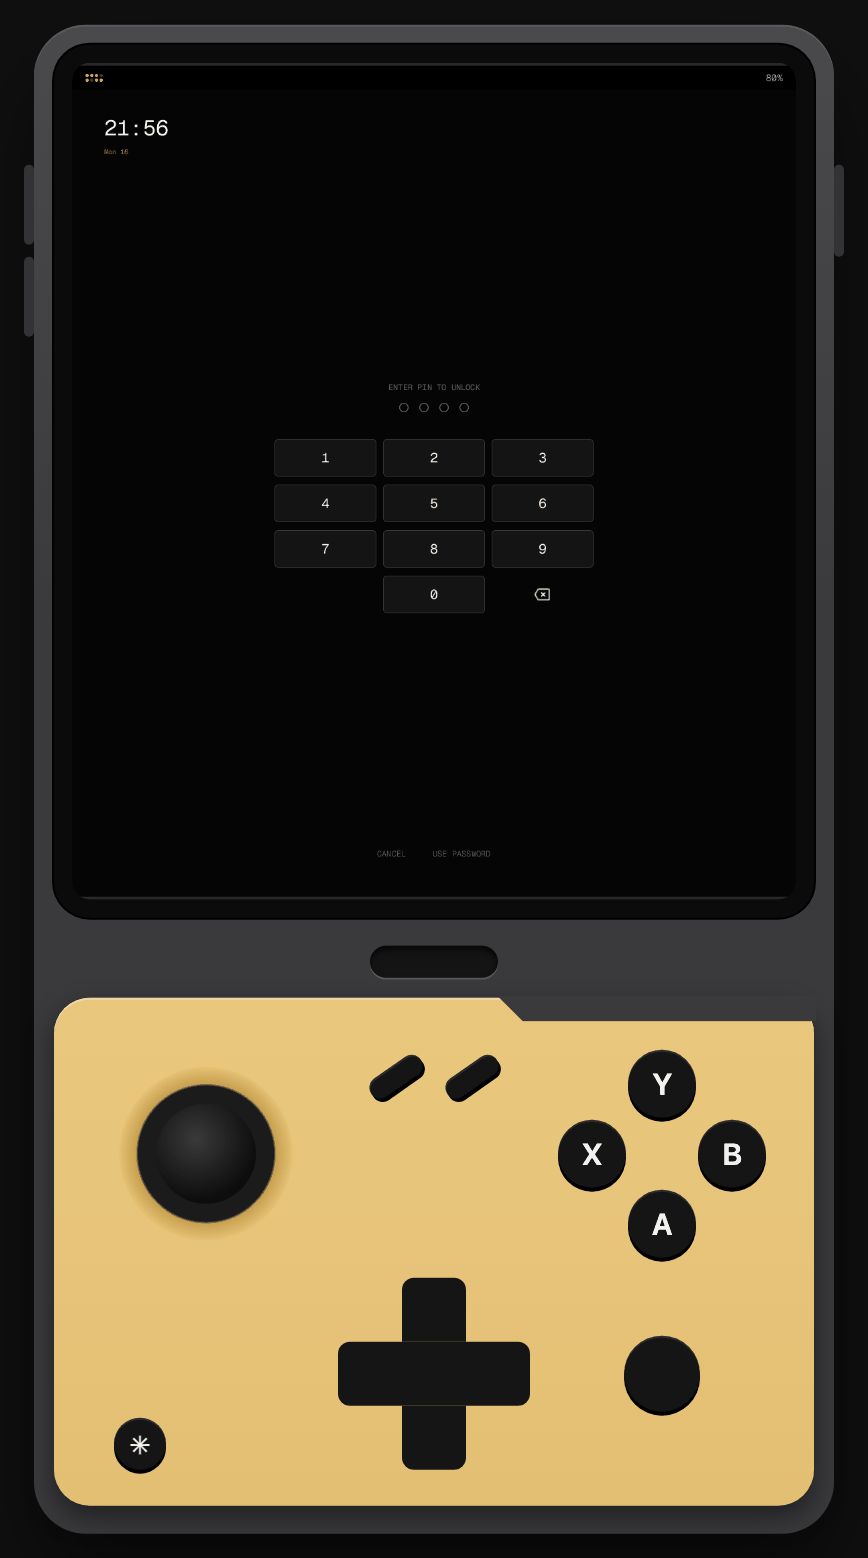 80%
21:56
Mon 16
ENTER PIN TO UNLOCK
1 2 3
4 5 6
7 8 9
0
CANCEL USE PASSWORD
Y
X B
A